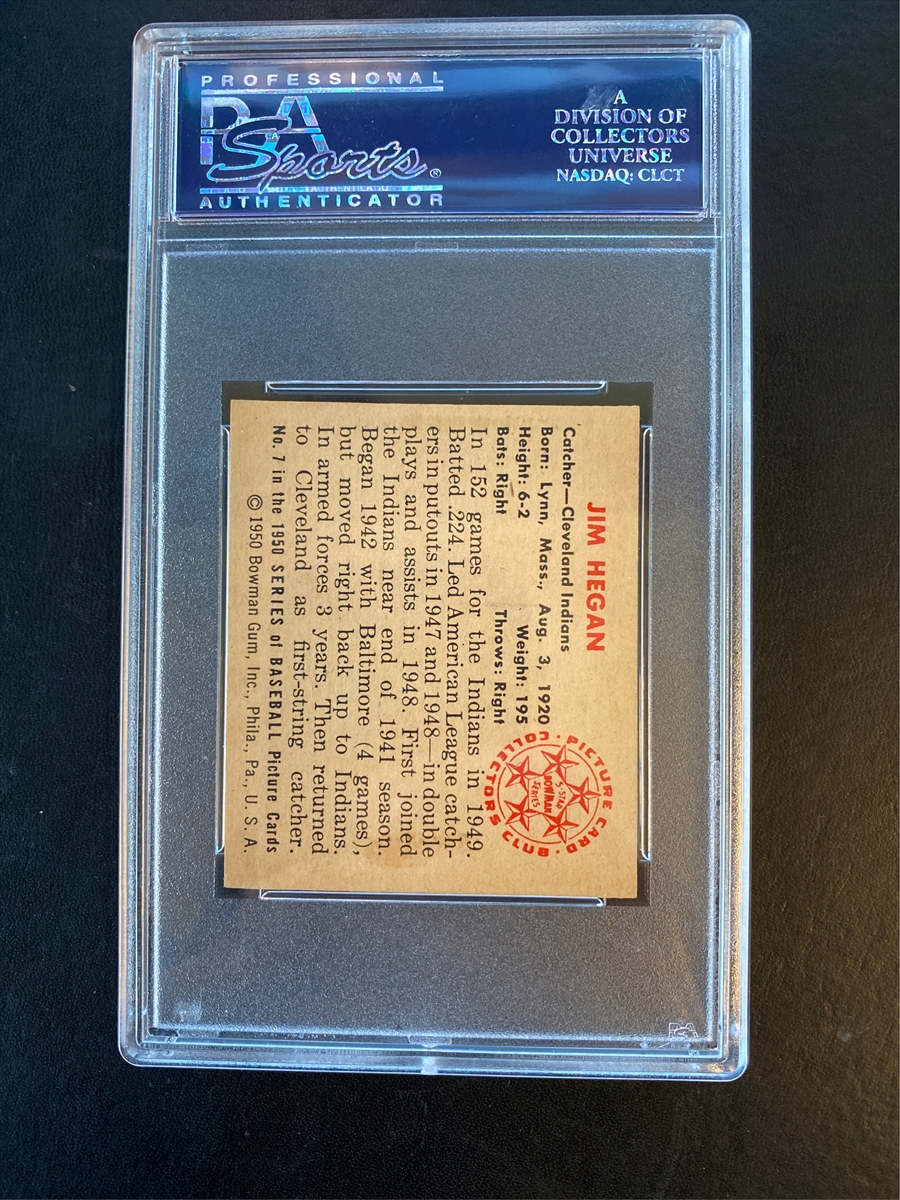 PROFESSIONAL
PSA
Sports®
AUTHENTICATOR
A
DIVISION OF
COLLECTORS
UNIVERSE
NASDAQ: CLCT
JIM HEGAN
Catcher—Cleveland Indians
Born: Lynn, Mass., Aug. 3, 1920
Height: 6-2 Weight: 195
Bats: Right Throws: Right
PICTURE CARD
COLLECTORS CLUB
5-STAR
BOWMAN
SERIES
In 152 games for the Indians in 1949.
Batted .224. Led American League catch-
ers in putouts in 1947 and 1948—in double
plays and assists in 1948. First joined
the Indians near end of 1941 season.
Began 1942 with Baltimore (4 games),
but moved right back up to Indians.
In armed forces 3 years. Then returned
to Cleveland as first-string catcher.
No. 7 in the 1950 SERIES of BASEBALL Picture Cards
© 1950 Bowman Gum, Inc., Phila., Pa., U. S. A.
PSA